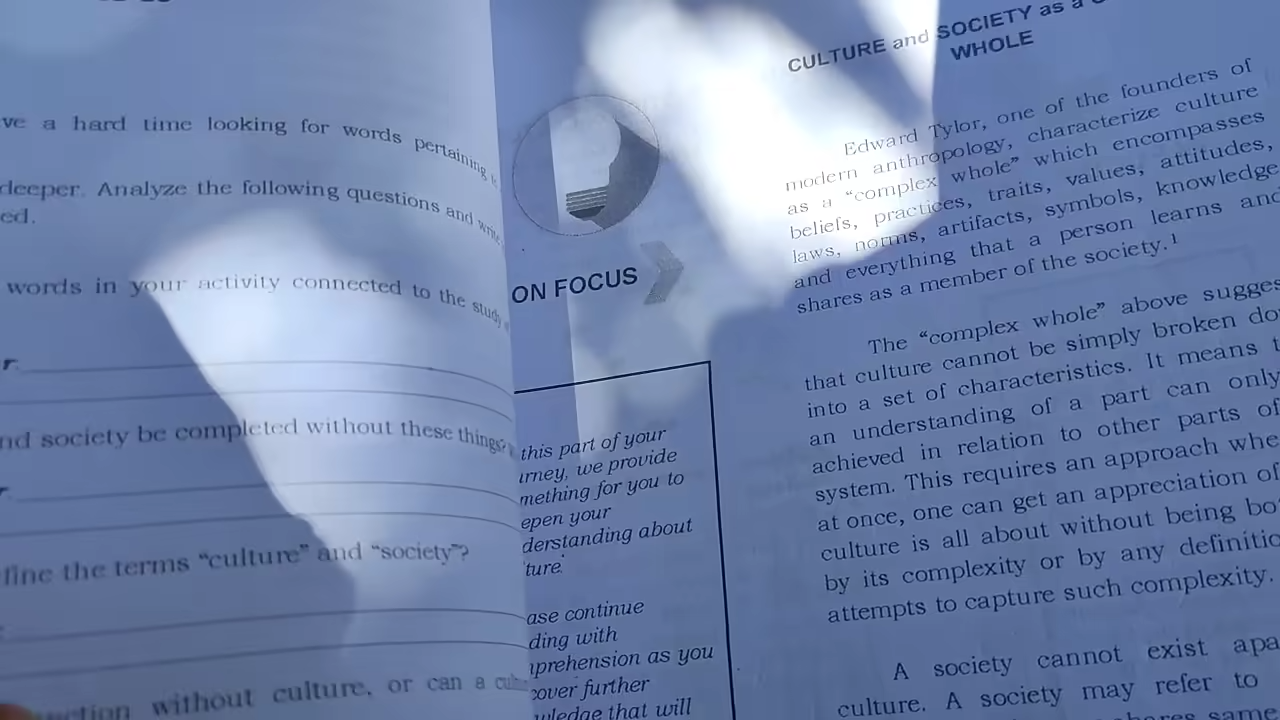 ve a hard time looking for words pertaining
deeper. Analyze the following questions and write
ed.
words in your activity connected to the study
r.
nd society be completed without these things?
r.
fine the terms “culture” and “society”?
without culture, or can a
ON FOCUS
this part of your
urney, we provide
mething for you to
epen your
derstanding about
ture.
ase continue
ding with
prehension as you
cover further
wledge that will
CULTURE and SOCIETY as a
WHOLE
Edward Tylor, one of the founders of
modern anthropology, characterize culture
as a “complex whole” which encompasses
beliefs, practices, traits, values, attitudes,
laws, norms, artifacts, symbols, knowledge
and everything that a person learns and
shares as a member of the society.¹
The “complex whole” above sugges
that culture cannot be simply broken do
into a set of characteristics. It means t
an understanding of a part can only
achieved in relation to other parts of
system. This requires an approach whe
at once, one can get an appreciation of
culture is all about without being bo
by its complexity or by any definitio
attempts to capture such complexity.
A society cannot exist apa
culture. A society may refer to
same